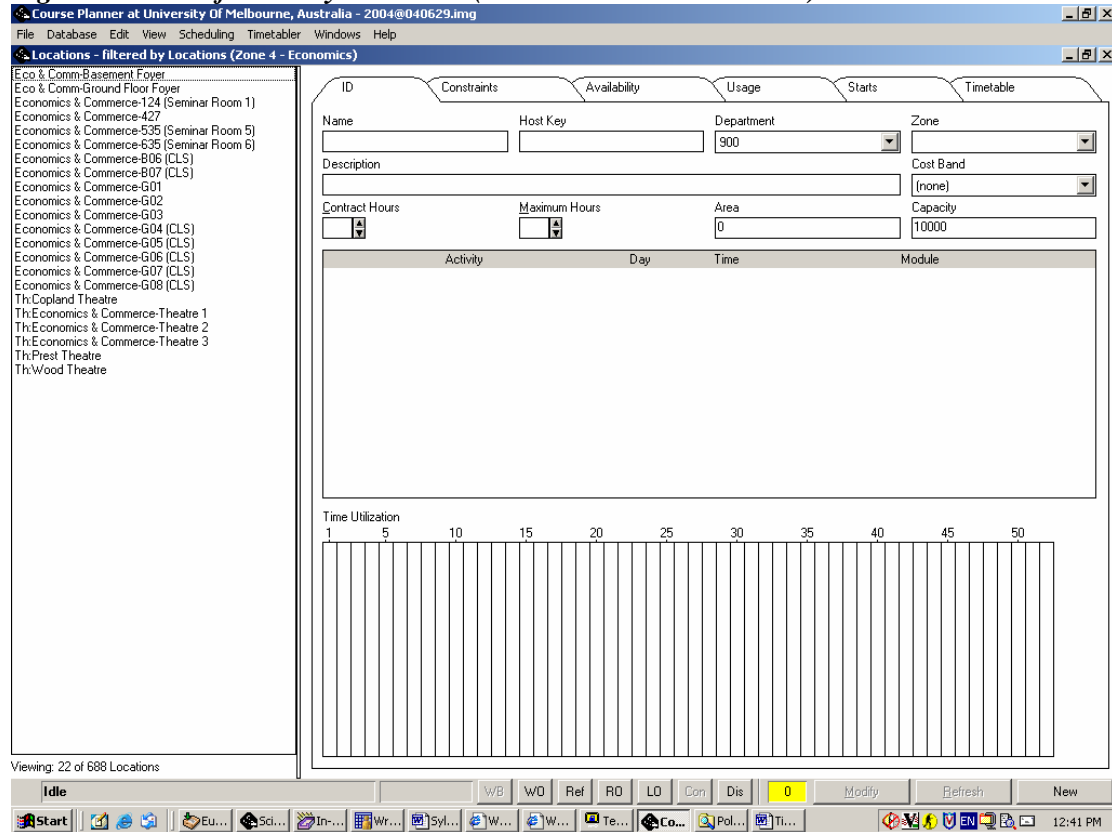 Course Planner at University Of Melbourne, Australia - 2004@040629.img
File Database Edit View Scheduling Timetabler Windows Help
Locations - filtered by Locations (Zone 4 - Economics)
Eco & Comm-Basement Foyer
Eco & Comm-Ground Floor Foyer
Economics & Commerce-124 (Seminar Room 1)
Economics & Commerce-427
Economics & Commerce-535 (Seminar Room 5)
Economics & Commerce-635 (Seminar Room 6)
Economics & Commerce-B06 (CLS)
Economics & Commerce-B07 (CLS)
Economics & Commerce-G01
Economics & Commerce-G02
Economics & Commerce-G03
Economics & Commerce-G04 (CLS)
Economics & Commerce-G05 (CLS)
Economics & Commerce-G06 (CLS)
Economics & Commerce-G07 (CLS)
Economics & Commerce-G08 (CLS)
Th:Copland Theatre
Th:Economics & Commerce-Theatre 1
Th:Economics & Commerce-Theatre 2
Th:Economics & Commerce-Theatre 3
Th:Prest Theatre
Th:Wood Theatre
Viewing: 22 of 688 Locations
ID Constraints Availability Usage Starts Timetable
Name Host Key Department Zone
900
Description Cost Band
(none)
Contract Hours Maximum Hours Area Capacity
0 10000
Activity Day Time Module
Time Utilization
1 5 10 15 20 25 30 35 40 45 50
Idle WB WO Ref RO LO Con Dis 0 Modify Refresh New
Start Eu... Sci... In-... Wr... Syl... W... W... Te... Co... Pol... Ti... EN 12:41 PM